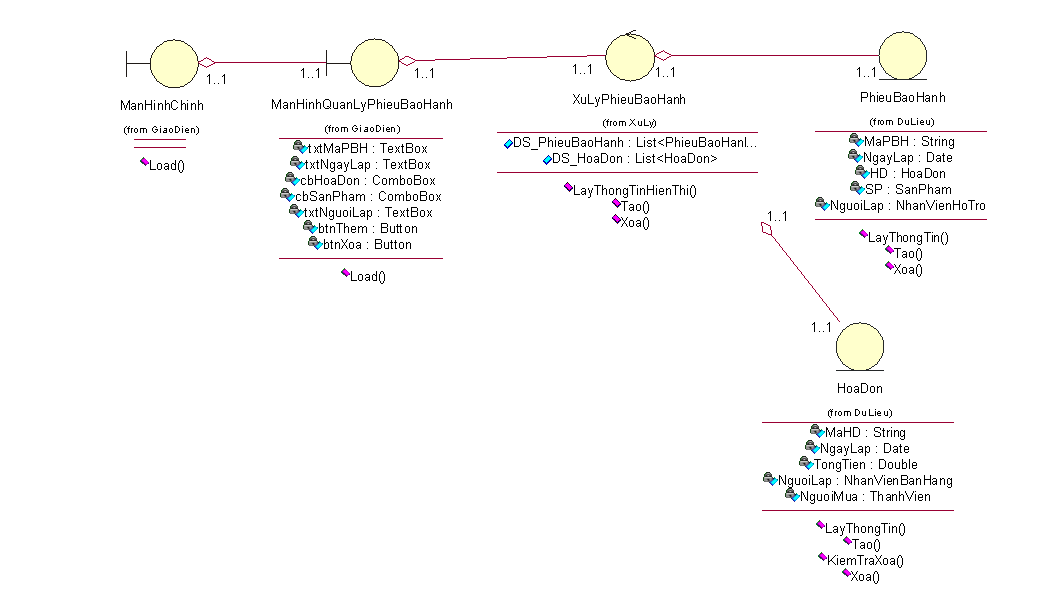 1..1
1..1
ManHinhChinh
(from GiaoDien)
Load()
1..1
1..1
ManHinhQuanLyPhieuBaoHanh
(from GiaoDien)
txtMaPBH : TextBox
txtNgayLap : TextBox
cbHoaDon : ComboBox
cbSanPham : ComboBox
txtNguoiLap : TextBox
btnThem : Button
btnXoa : Button
Load()
1..1
1..1
XuLyPhieuBaoHanh
(from XuLy)
DS_PhieuBaoHanh : List<PhieuBaoHanl...
DS_HoaDon : List<HoaDon>
LayThongTinHienThi()
Tao()
Xoa()
PhieuBaoHanh
(from DuLieu)
MaPBH : String
NgayLap : Date
HD : HoaDon
SP : SanPham
NguoiLap : NhanVienHoTro
LayThongTin()
Tao()
Xoa()
1..1
1..1
HoaDon
(from DuLieu)
MaHD : String
NgayLap : Date
TongTien : Double
NguoiLap : NhanVienBanHang
NguoiMua : ThanhVien
LayThongTin()
Tao()
KiemTraXoa()
Xoa()